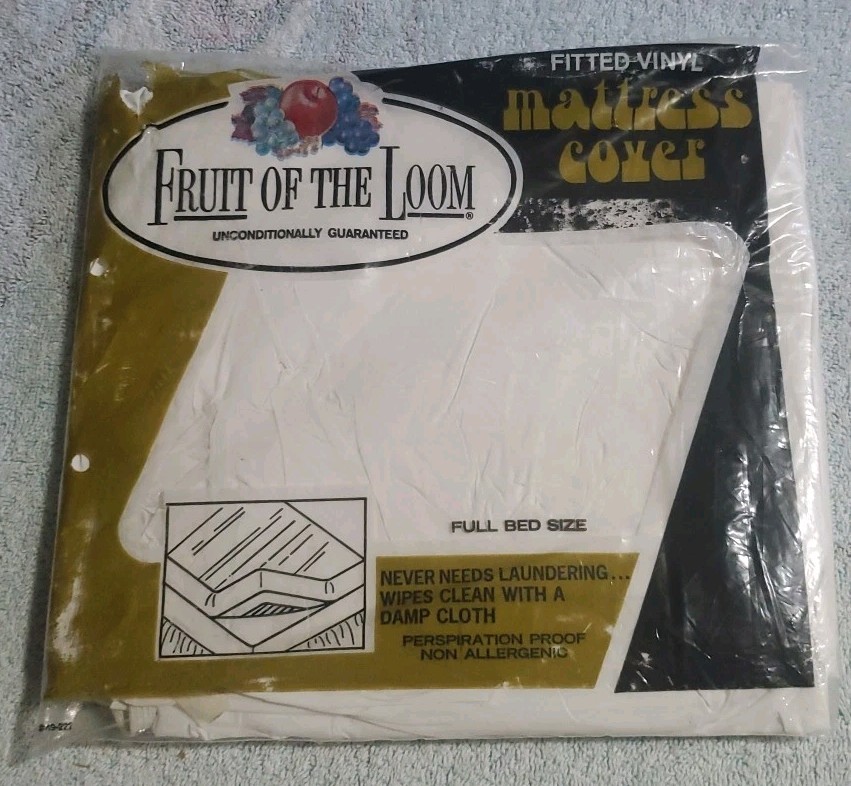 FITTED VINYL
mattress
cover
FRUIT OF THE LOOM®
UNCONDITIONALLY GUARANTEED
FULL BED SIZE
NEVER NEEDS LAUNDERING...
WIPES CLEAN WITH A
DAMP CLOTH
PERSPIRATION PROOF
NON ALLERGENIC